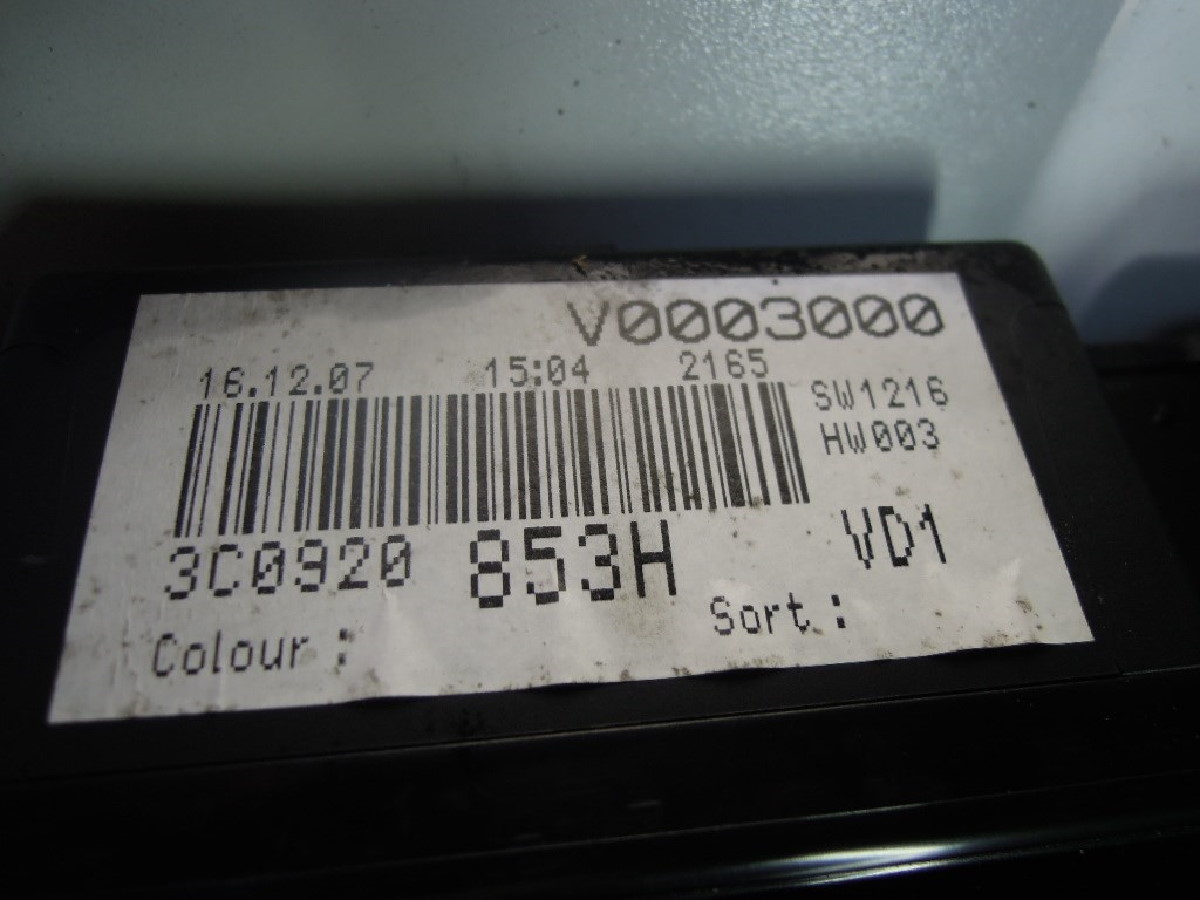 V0003000
16.12.07 15:04 2165
SW1216
HW003
3C0920 853H VD1
Colour : Sort :